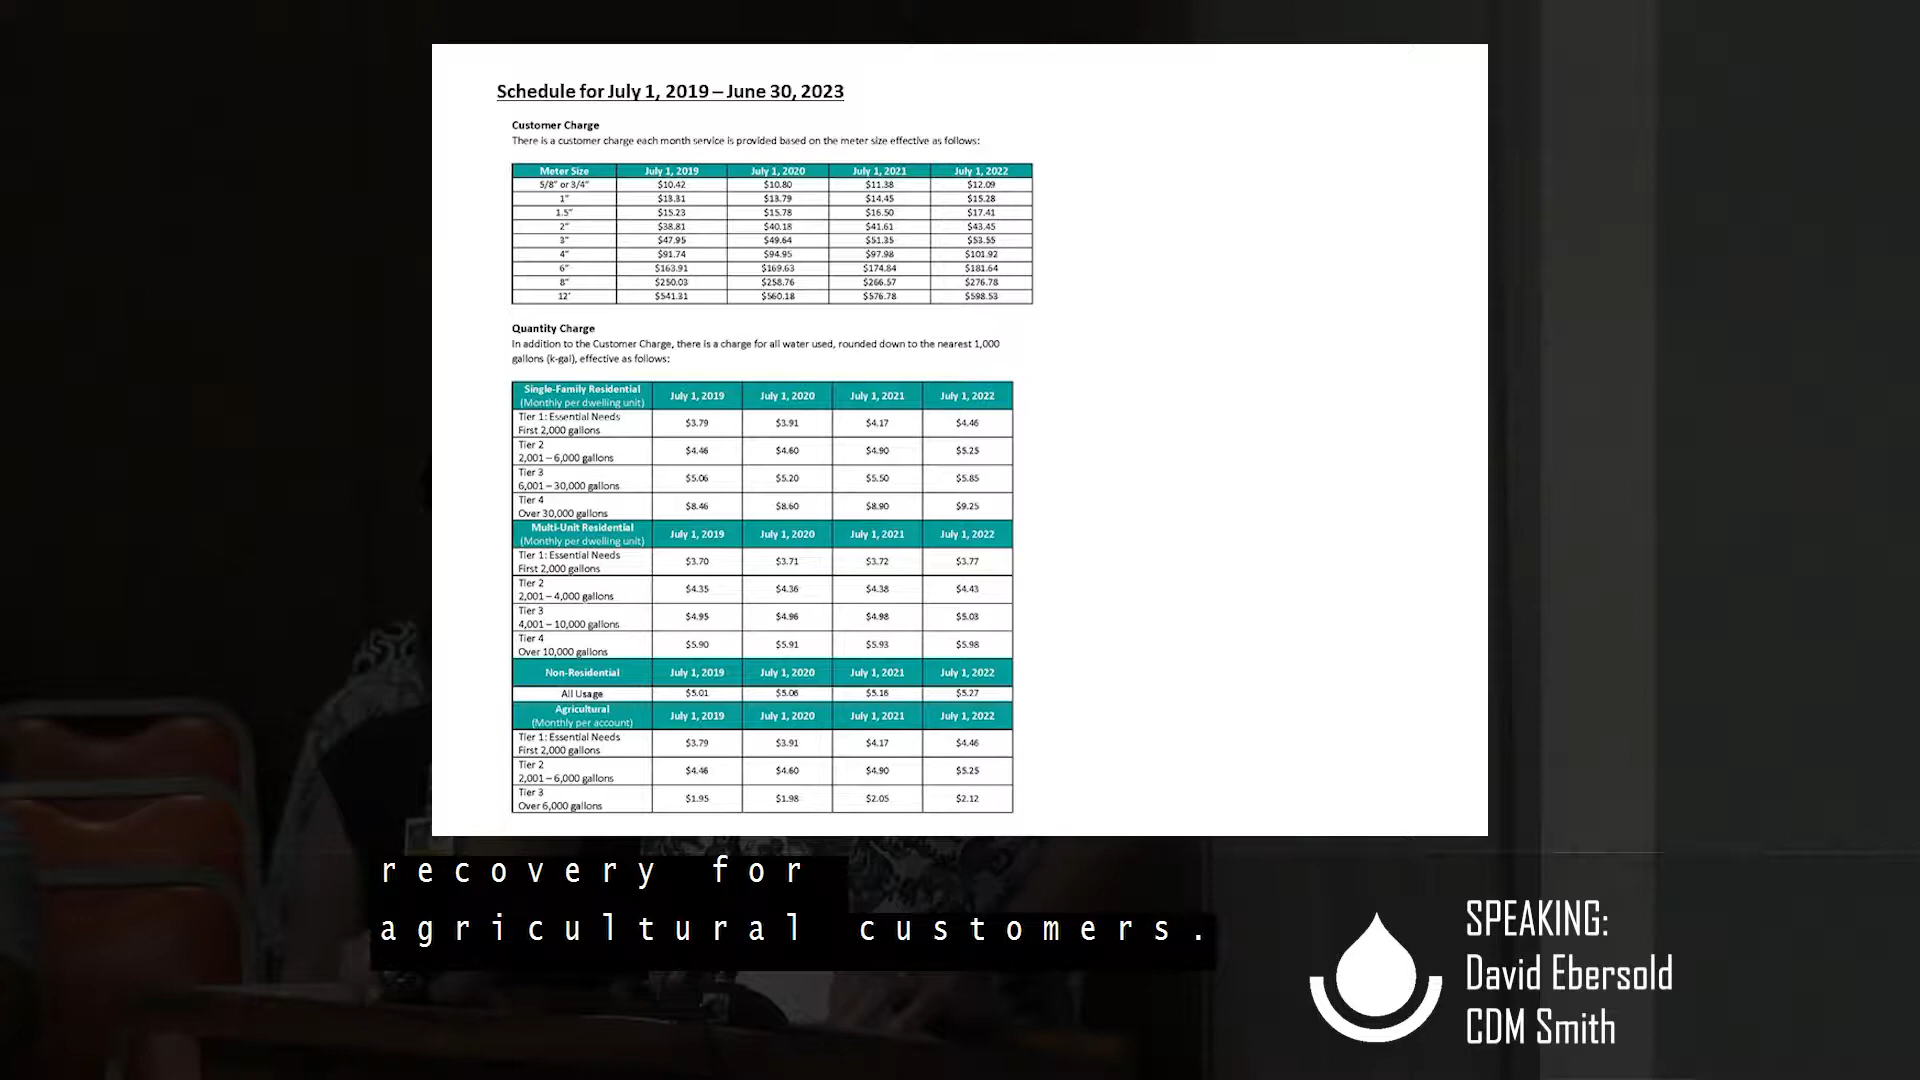 Schedule for July 1, 2019 – June 30, 2023
Customer Charge
There is a customer charge each month service is provided based on the meter size effective as follows:
Meter Size July 1, 2019 July 1, 2020 July 1, 2021 July 1, 2022
5/8" or 3/4" $10.42 $10.80 $11.38 $12.09
1" $13.31 $13.79 $14.45 $15.28
1.5" $15.23 $15.78 $16.50 $17.41
2" $38.81 $40.18 $41.61 $43.45
3" $47.95 $49.64 $51.35 $53.55
4" $91.74 $94.95 $97.98 $101.92
6" $163.91 $169.63 $174.84 $181.64
8" $250.03 $258.76 $266.57 $276.78
12' $541.31 $560.18 $576.78 $598.53
Quantity Charge
In addition to the Customer Charge, there is a charge for all water used, rounded down to the nearest 1,000
gallons (k-gal), effective as follows:
Single-Family Residential
(Monthly per dwelling unit) July 1, 2019 July 1, 2020 July 1, 2021 July 1, 2022
Tier 1: Essential Needs
First 2,000 gallons $3.79 $3.91 $4.17 $4.46
Tier 2
2,001 – 6,000 gallons $4.46 $4.60 $4.90 $5.25
Tier 3
6,001 – 30,000 gallons $5.06 $5.20 $5.50 $5.85
Tier 4
Over 30,000 gallons $8.46 $8.60 $8.90 $9.25
Multi-Unit Residential
(Monthly per dwelling unit) July 1, 2019 July 1, 2020 July 1, 2021 July 1, 2022
Tier 1: Essential Needs
First 2,000 gallons $3.70 $3.71 $3.72 $3.77
Tier 2
2,001 – 4,000 gallons $4.35 $4.36 $4.38 $4.43
Tier 3
4,001 – 10,000 gallons $4.95 $4.96 $4.98 $5.03
Tier 4
Over 10,000 gallons $5.90 $5.91 $5.93 $5.98
Non-Residential July 1, 2019 July 1, 2020 July 1, 2021 July 1, 2022
All Usage $5.01 $5.06 $5.16 $5.27
Agricultural
(Monthly per account) July 1, 2019 July 1, 2020 July 1, 2021 July 1, 2022
Tier 1: Essential Needs
First 2,000 gallons $3.79 $3.91 $4.17 $4.46
Tier 2
2,001 – 6,000 gallons $4.46 $4.60 $4.90 $5.25
Tier 3
Over 6,000 gallons $1.95 $1.98 $2.05 $2.12
recovery for
agricultural customers.
SPEAKING:
David Ebersold
CDM Smith